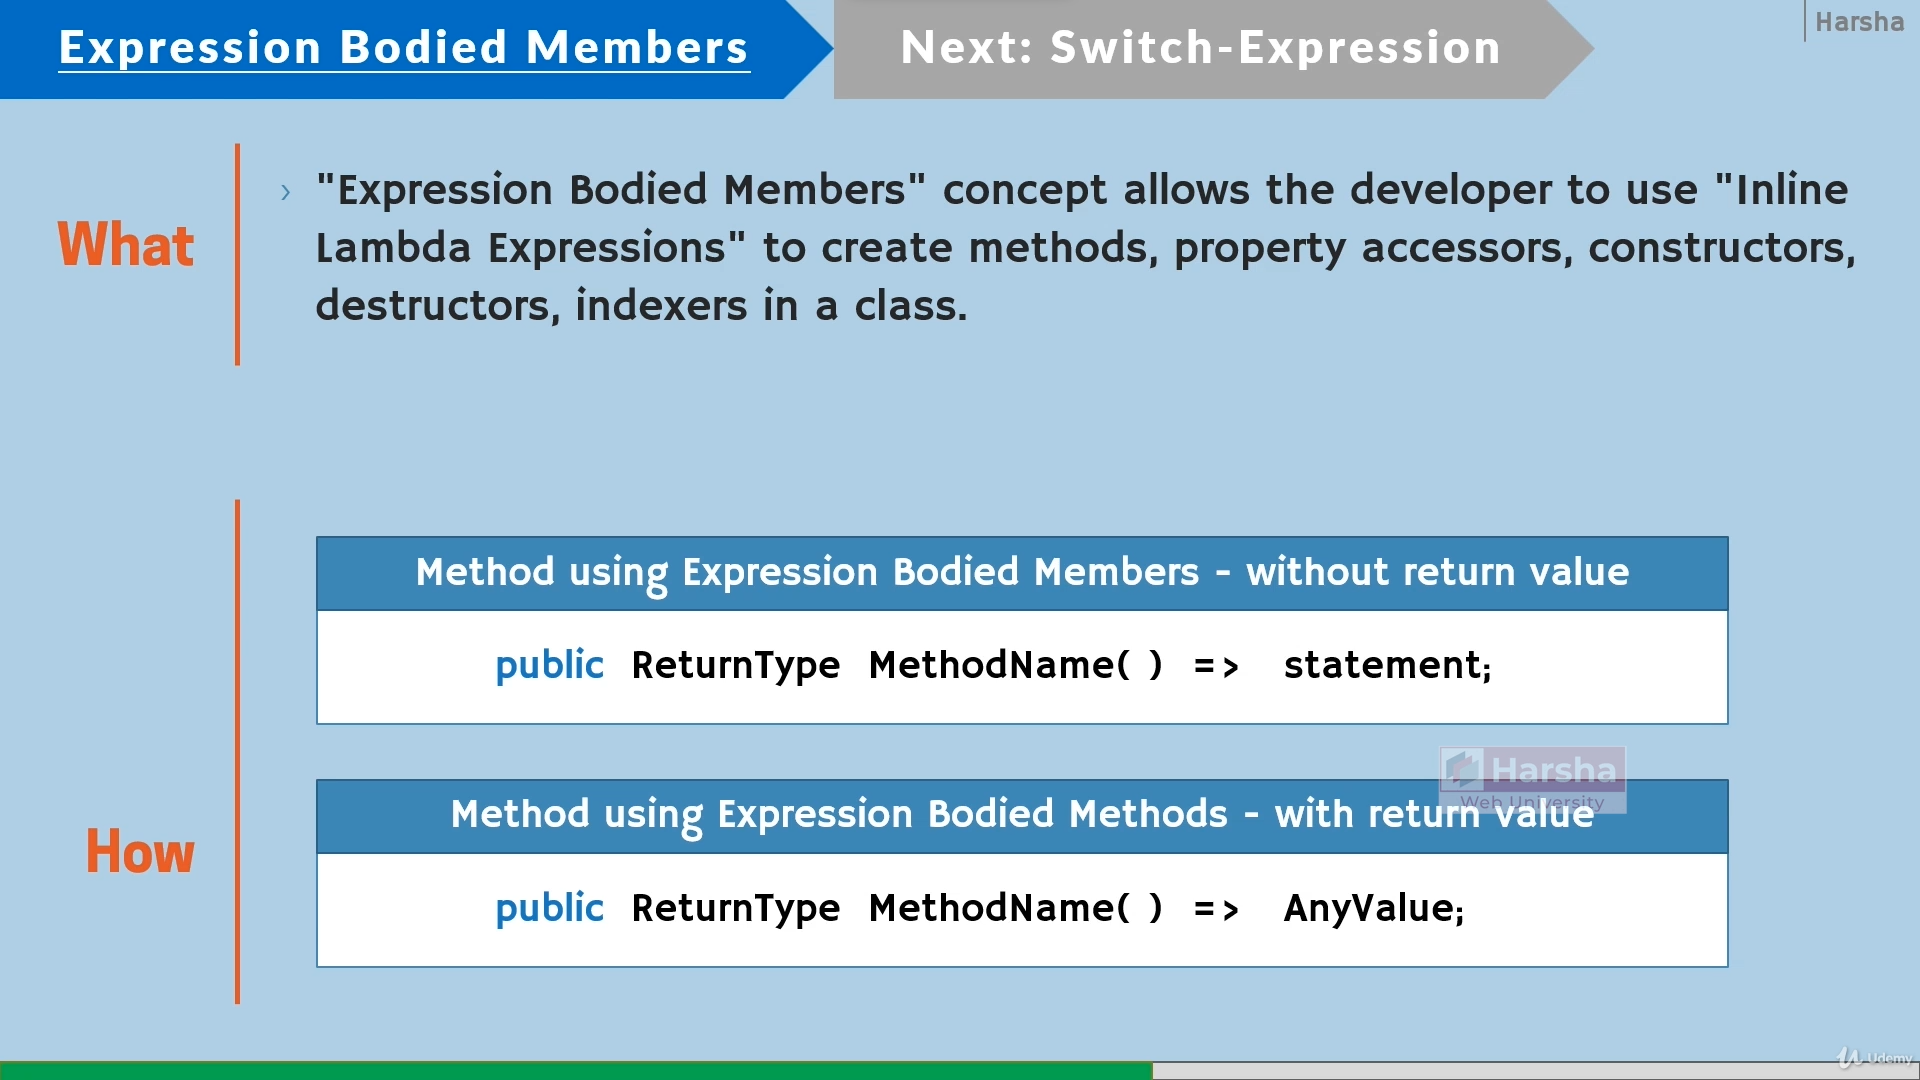 Expression Bodied Members
Next: Switch-Expression
Harsha
What
› "Expression Bodied Members" concept allows the developer to use "Inline
Lambda Expressions" to create methods, property accessors, constructors,
destructors, indexers in a class.
How
Method using Expression Bodied Members - without return value
public ReturnType MethodName( ) => statement;
Harsha
Web University
Method using Expression Bodied Methods - with return value
public ReturnType MethodName( ) => AnyValue;
Udemy